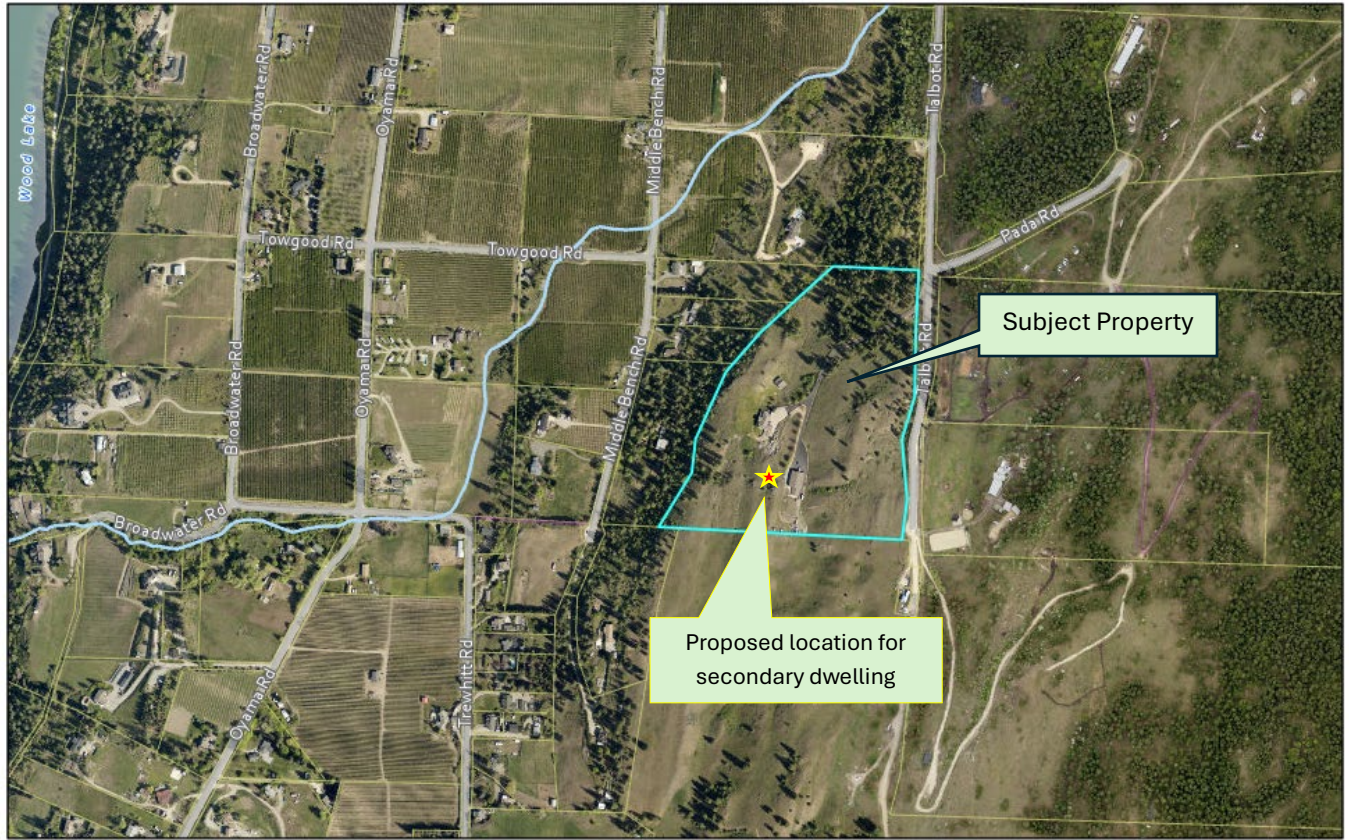 Wood Lake
Broadwater Rd
Oyama Rd
Middle Bench Rd
Talbot Rd
Padal Rd
Towgood Rd
Towgood Rd
Subject Property
Talbot Rd
Broadwater Rd
Oyama Rd
Middle Bench Rd
Broadwater Rd
Proposed location for
secondary dwelling
Oyama Rd
Trewhitt Rd